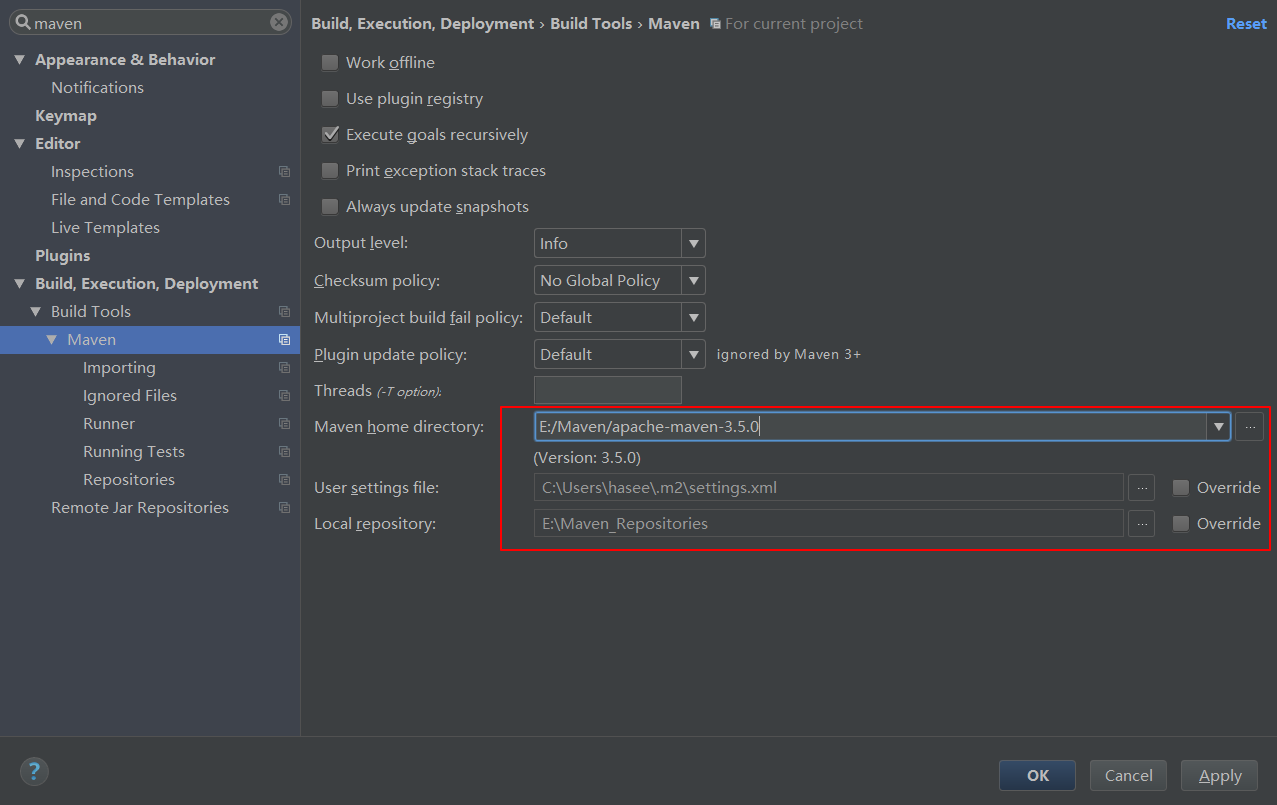 maven
Appearance & Behavior
Notifications
Keymap
Editor
Inspections
File and Code Templates
Live Templates
Plugins
Build, Execution, Deployment
Build Tools
Maven
Importing
Ignored Files
Runner
Running Tests
Repositories
Remote Jar Repositories
Build, Execution, Deployment › Build Tools › Maven For current project Reset
Work offline
Use plugin registry
Execute goals recursively
Print exception stack traces
Always update snapshots
Output level: Info
Checksum policy: No Global Policy
Multiproject build fail policy: Default
Plugin update policy: Default ignored by Maven 3+
Threads (-T option):
Maven home directory: E:/Maven/apache-maven-3.5.0 ...
(Version: 3.5.0)
User settings file: C:\Users\hasee\.m2\settings.xml ... Override
Local repository: E:\Maven_Repositories ... Override
? OK Cancel Apply